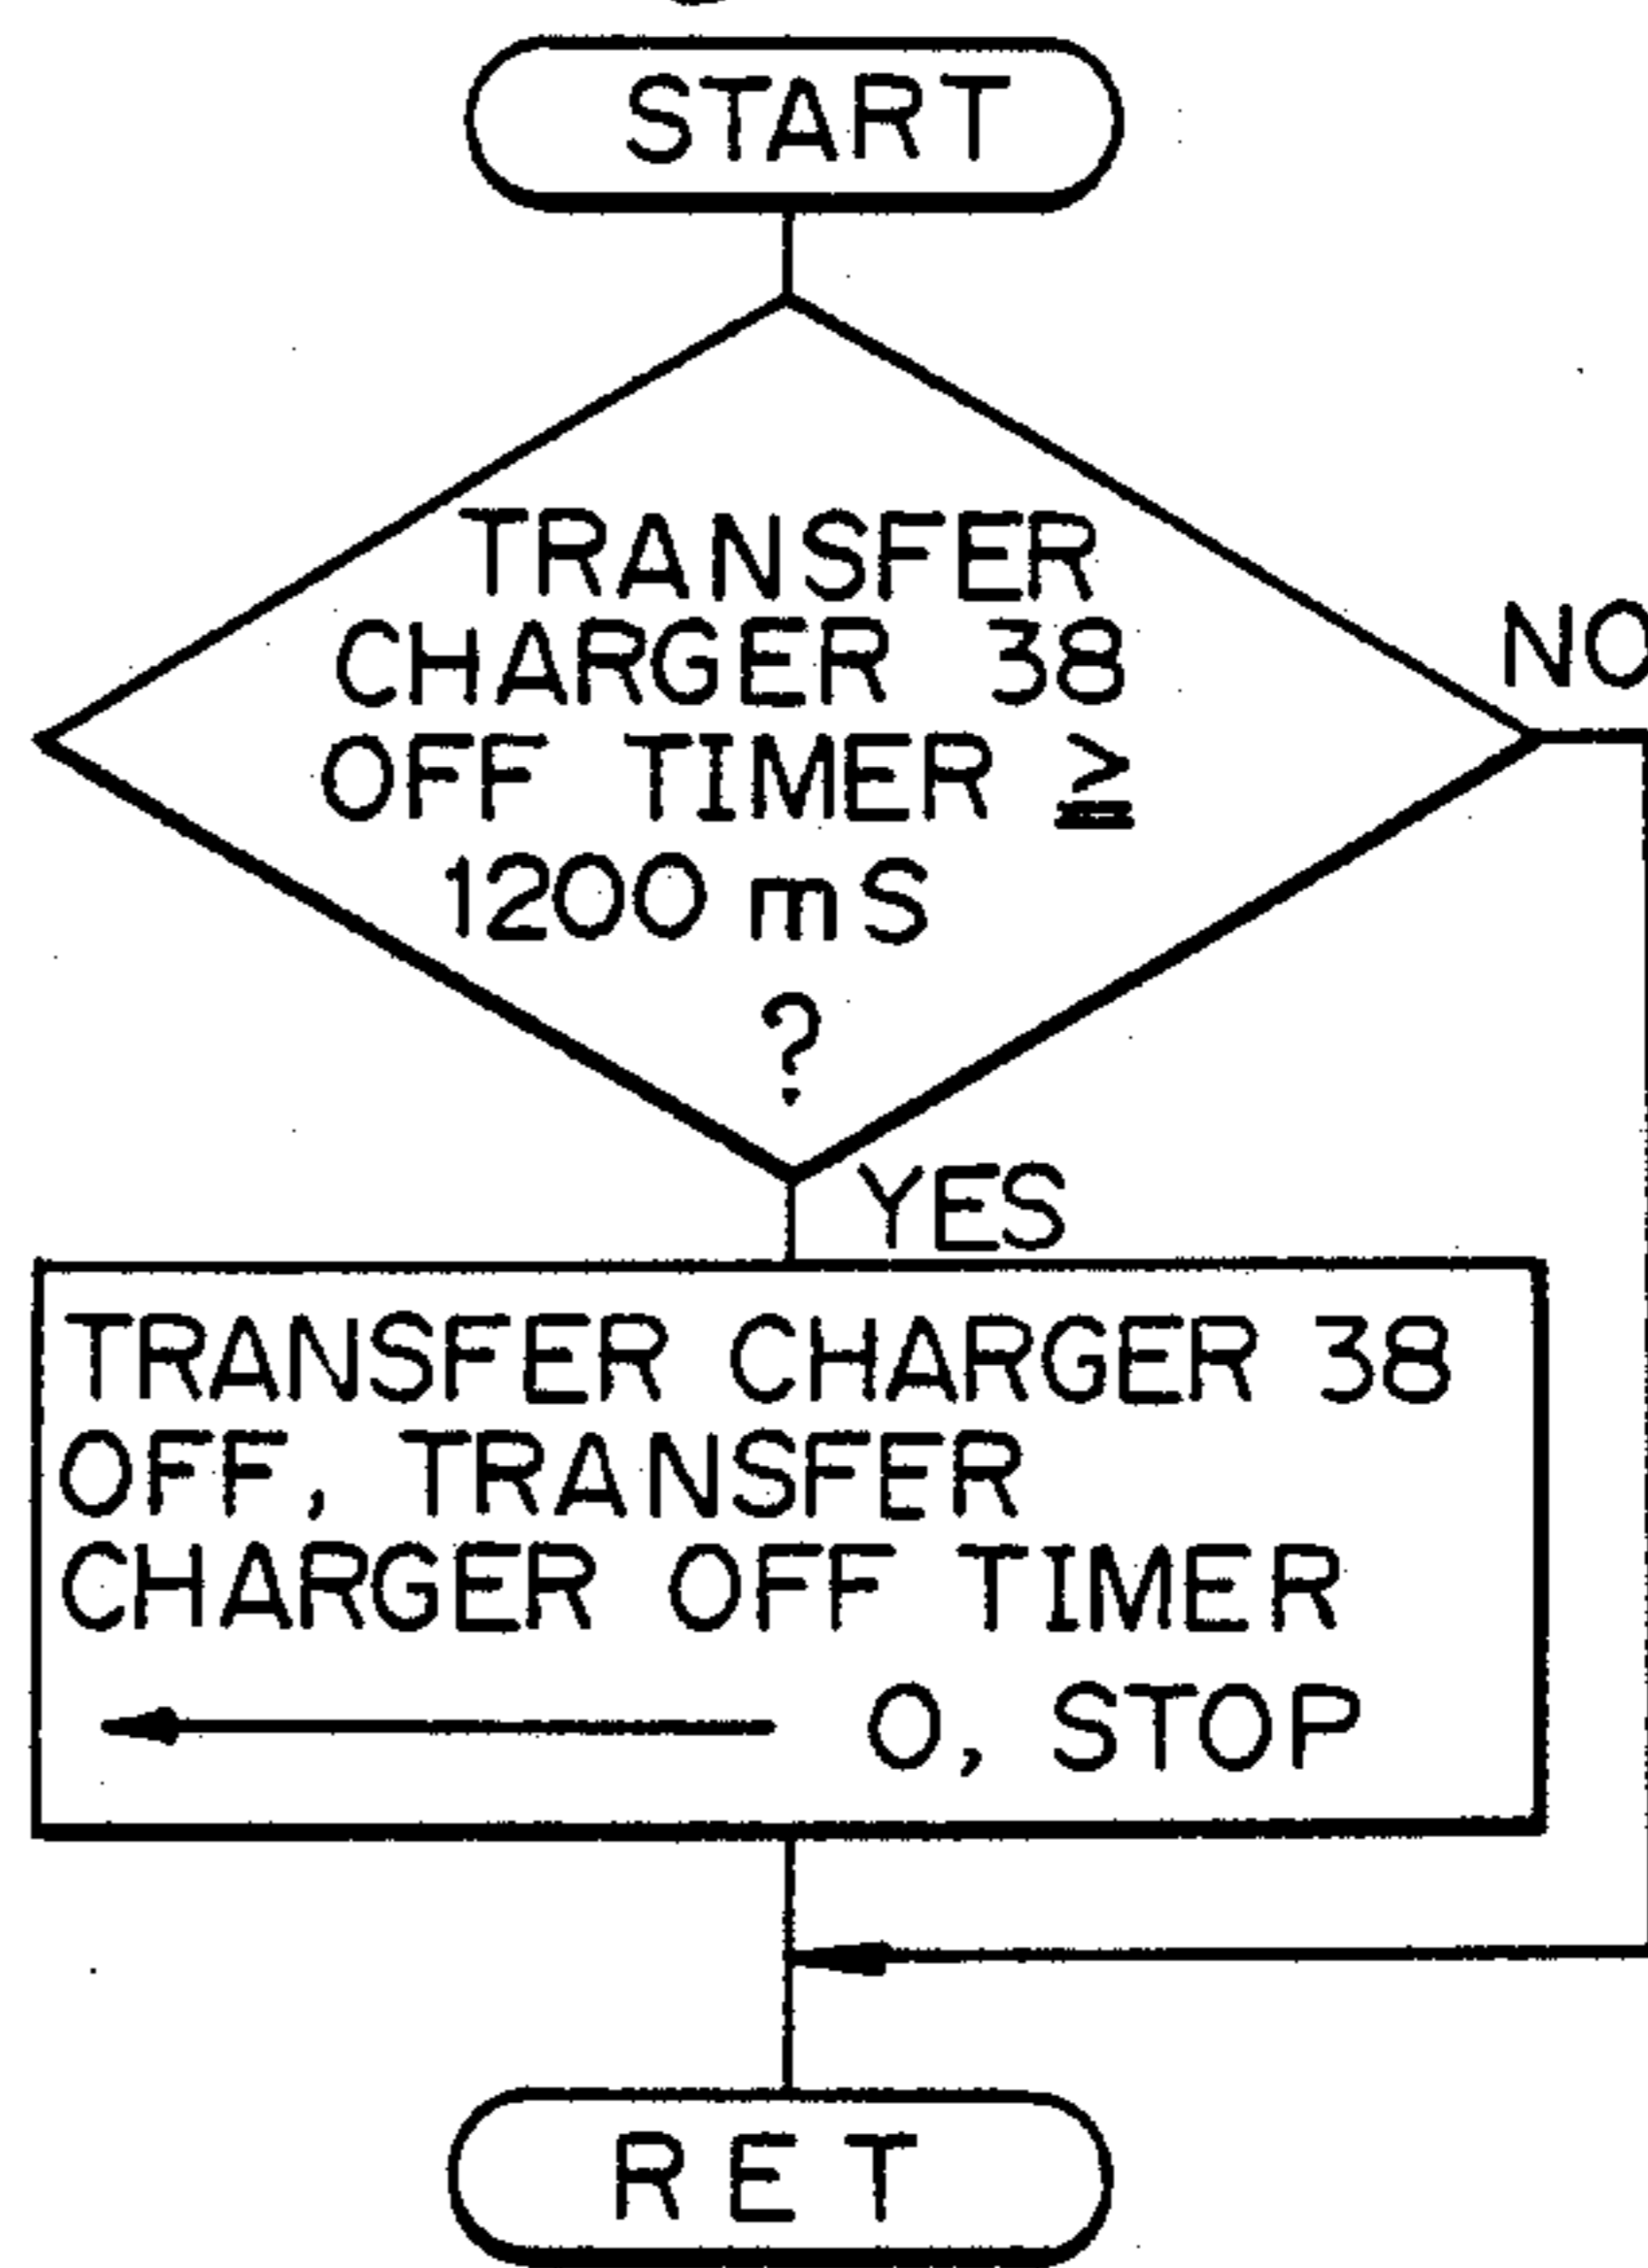 START
TRANSFER
CHARGER 38
OFF TIMER ≧
1200 mS
?
NO
YES
TRANSFER CHARGER 38
OFF, TRANSFER
CHARGER OFF TIMER
← 0, STOP
RET